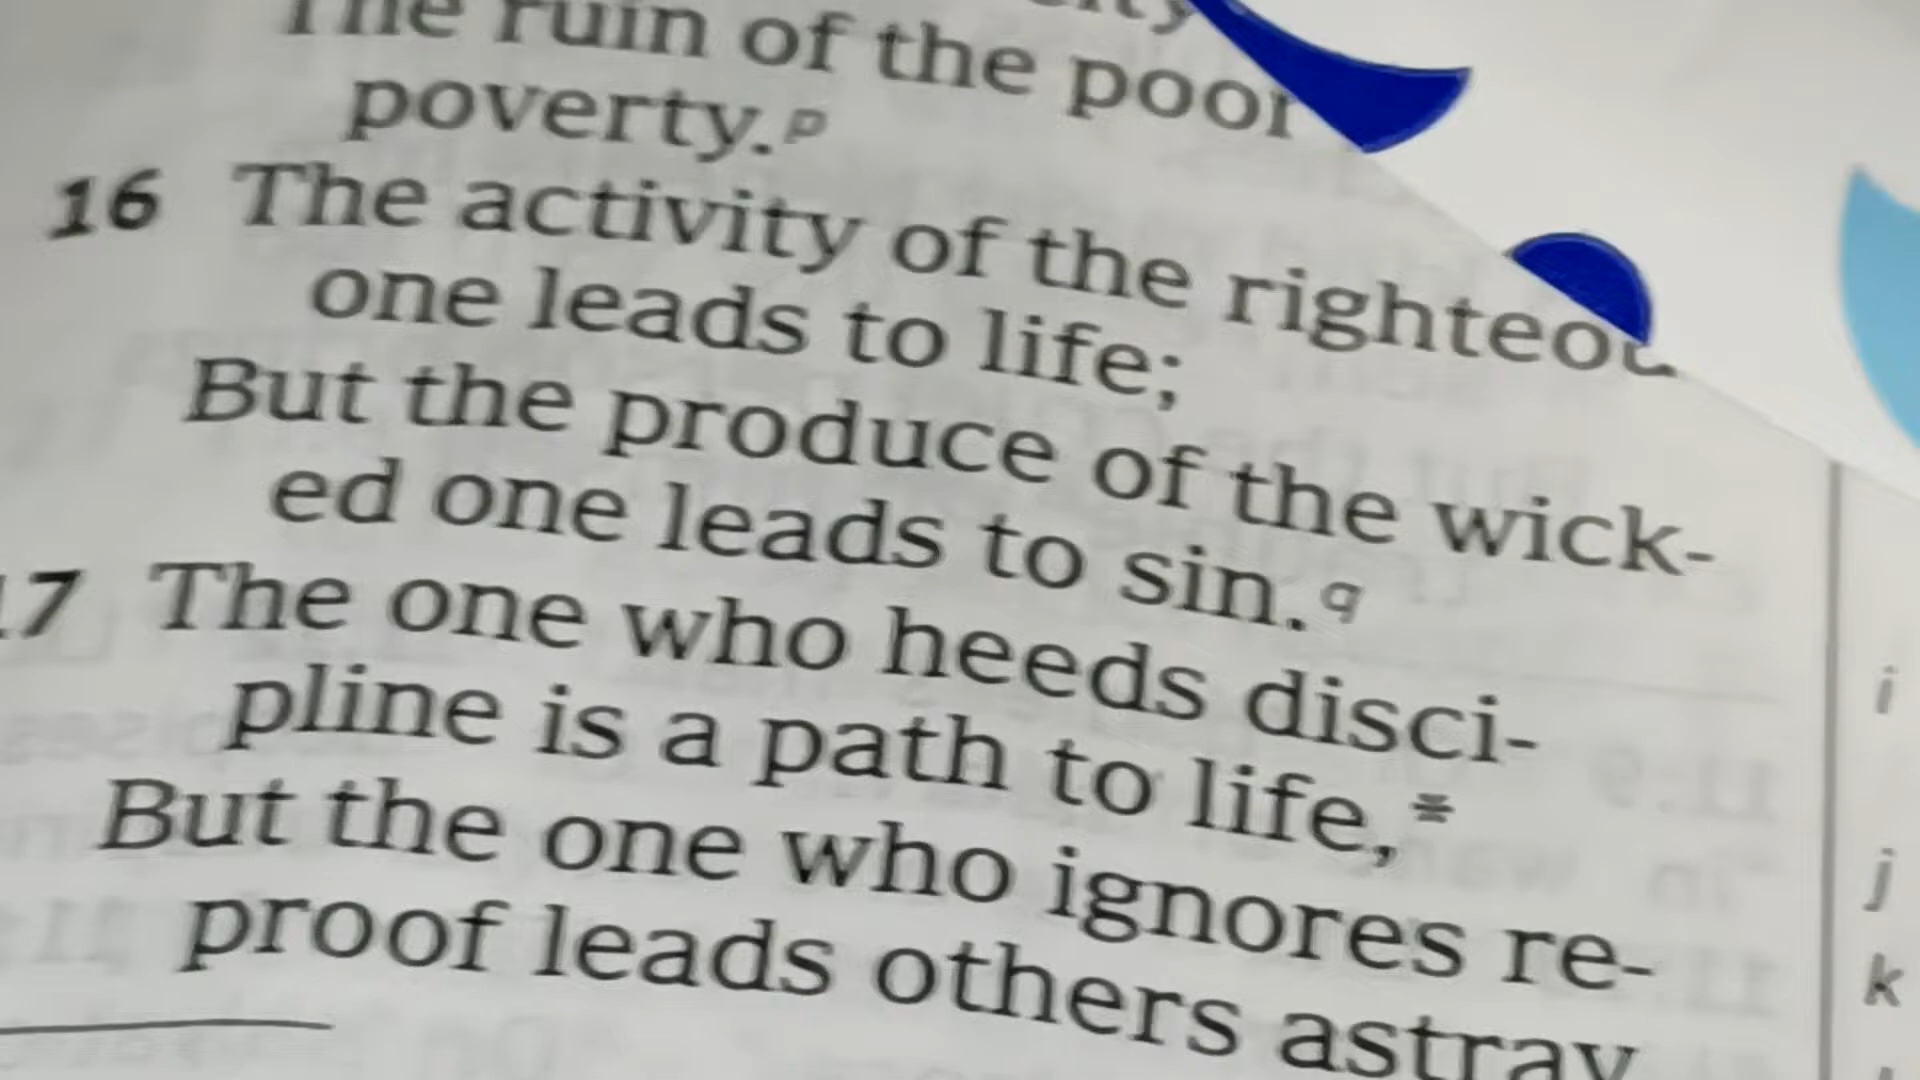 The ruin of the poor
poverty.p
16 The activity of the righteou
one leads to life;
But the produce of the wick-
ed one leads to sin.q
17 The one who heeds disci-
pline is a path to life,*
But the one who ignores re-
proof leads others astray
i
j
k